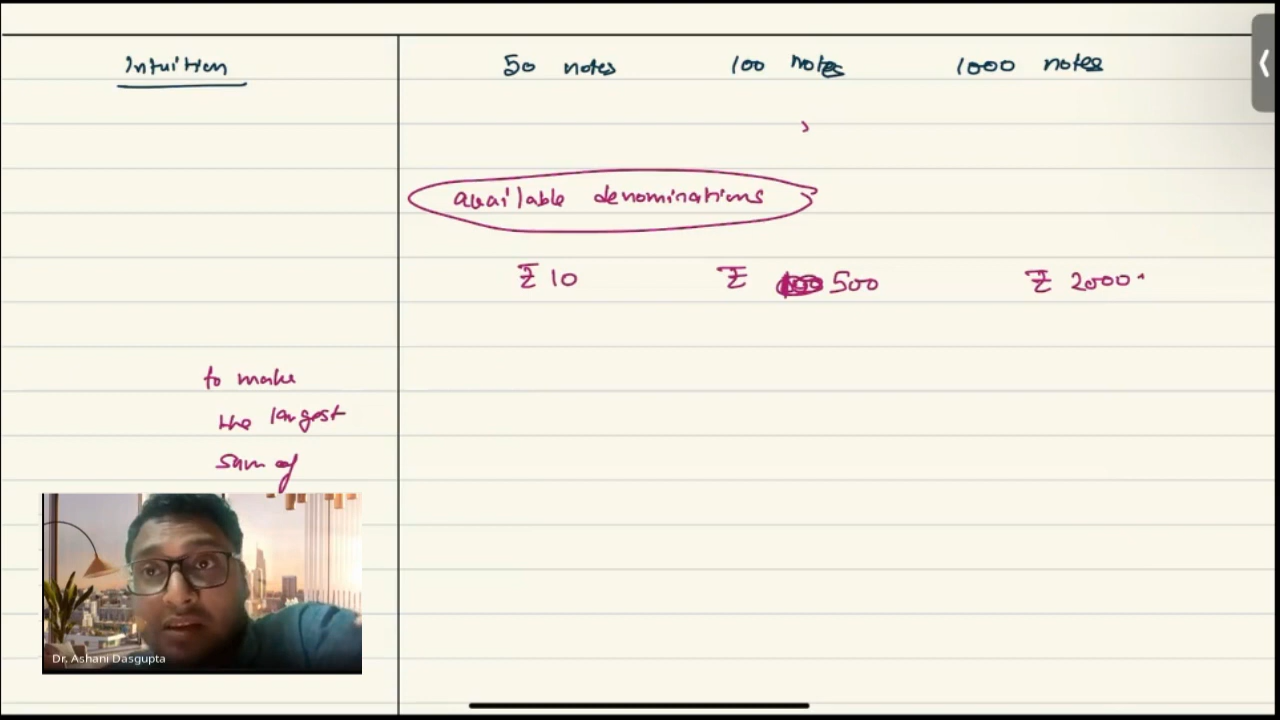 Intuition
50 notes 100 notes 1000 notes
available denominations
₹ 10 ₹ 500 ₹ 2000
to make
the largest
sum of
Dr. Ashani Dasgupta